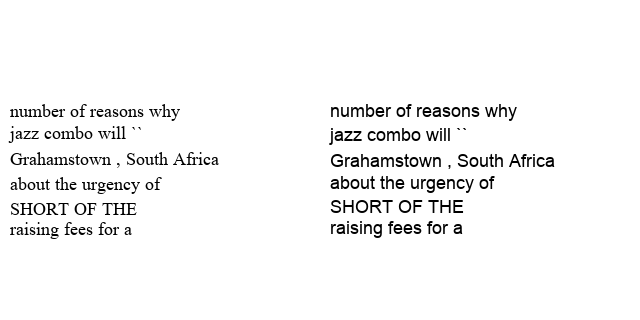 number of reasons why
jazz combo will ``
Grahamstown , South Africa
about the urgency of
SHORT OF THE
raising fees for a
number of reasons why
jazz combo will ``
Grahamstown , South Africa
about the urgency of
SHORT OF THE
raising fees for a